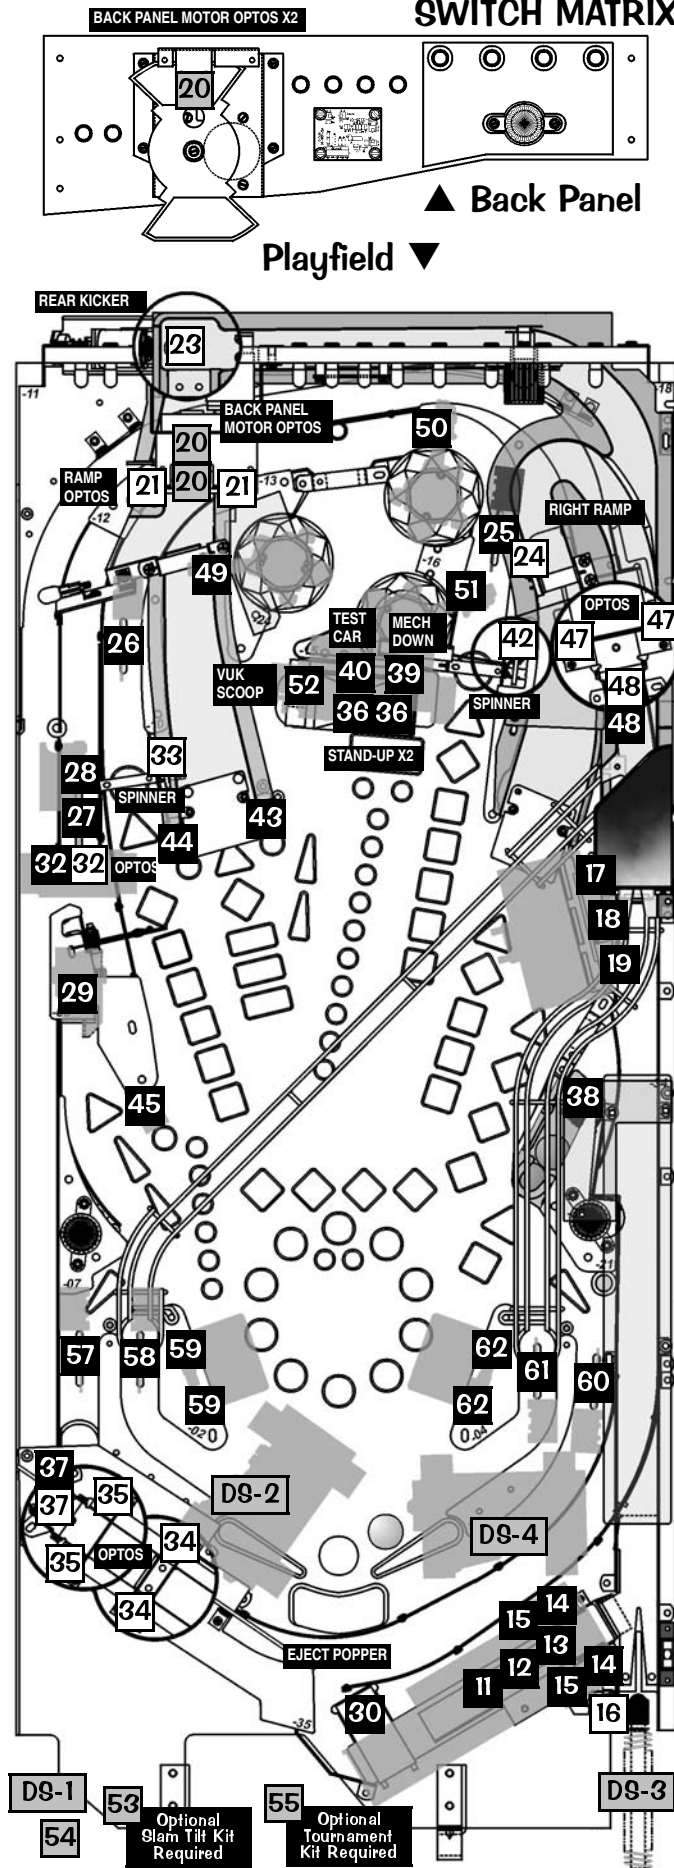 SWITCH MATRIX
BACK PANEL MOTOR OPTOS X2
20
▲ Back Panel
Playfield ▼
REAR KICKER
23
-11
-18
BACK PANEL
MOTOR OPTOS
50
20
RAMP
OPTOS
21
20
21
-13
RIGHT RAMP
-12
25
24
-16
49
51
OPTOS
-24
26
TEST
CAR
MECH
DOWN
42
47
47
VUK
SCOOP
52
40
39
48
36
36
SPINNER
48
33
STAND-UP X2
28
SPINNER
27
43
44
32
32
OPTOS
17
18
19
29
45
38
-21
-07
57
58
59
62
61
60
59
62
-02
-04
37
37
35
DS-2
DS-4
34
35
OPTOS
34
14
15
13
EJECT POPPER
12
14
11
15
30
16
-35
DS-1
53
55
DS-3
54
Optional
Slam Tilt Kit
Required
Optional
Tournament
Kit Required